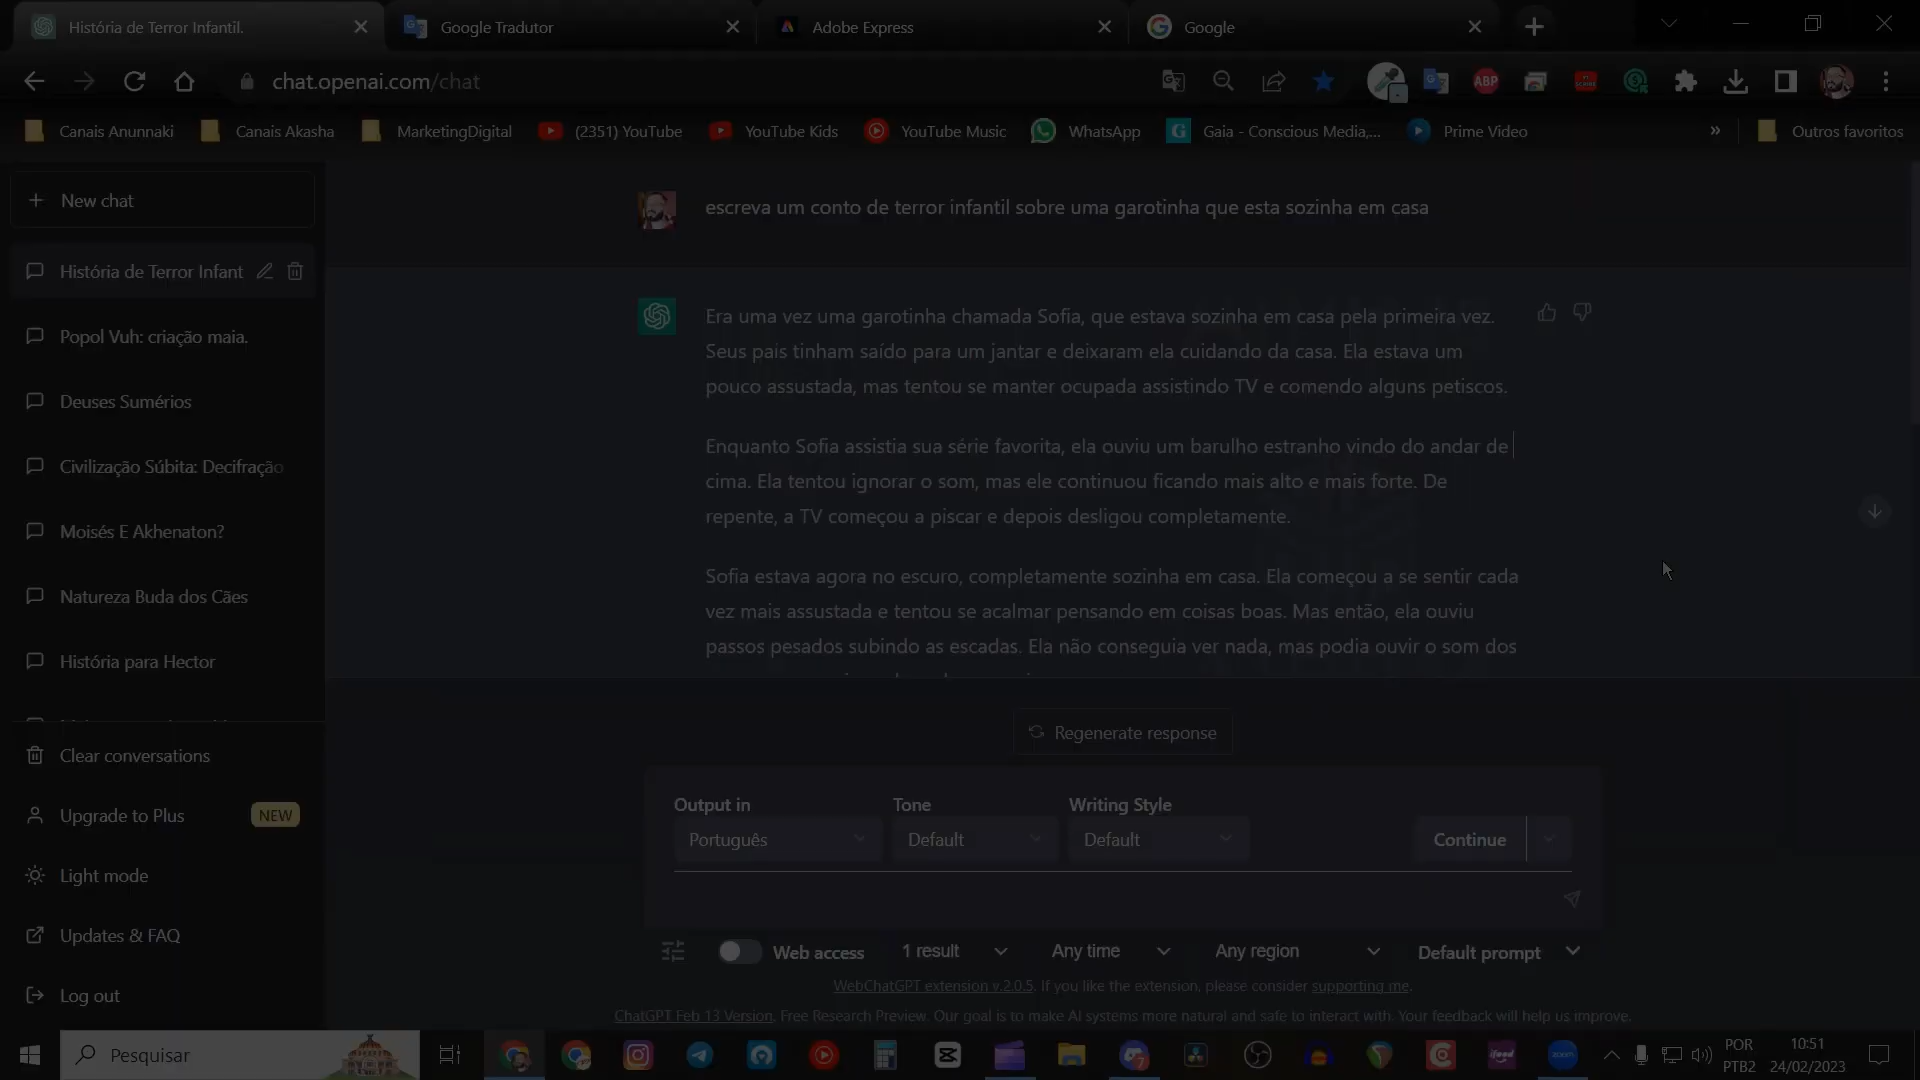 História de Terror Infantil.
Google Tradutor
Adobe Express
Google
chat.openai.com/chat
ABP
Canais Anunnaki
Canais Akasha
MarketingDigital
(2351) YouTube
YouTube Kids
YouTube Music
WhatsApp
Gaia - Conscious Media,...
Prime Video
»
Outros favoritos
New chat
História de Terror Infant
Popol Vuh: criação maia.
Deuses Sumérios
Civilização Súbita: Decifração
Moisés E Akhenaton?
Natureza Buda dos Cães
História para Hector
Clear conversations
Upgrade to Plus
NEW
Light mode
Updates & FAQ
Log out
escreva um conto de terror infantil sobre uma garotinha que esta sozinha em casa
Era uma vez uma garotinha chamada Sofia, que estava sozinha em casa pela primeira vez.
Seus pais tinham saído para um jantar e deixaram ela cuidando da casa. Ela estava um
pouco assustada, mas tentou se manter ocupada assistindo TV e comendo alguns petiscos.
Enquanto Sofia assistia sua série favorita, ela ouviu um barulho estranho vindo do andar de
cima. Ela tentou ignorar o som, mas ele continuou ficando mais alto e mais forte. De
repente, a TV começou a piscar e depois desligou completamente.
Sofia estava agora no escuro, completamente sozinha em casa. Ela começou a se sentir cada
vez mais assustada e tentou se acalmar pensando em coisas boas. Mas então, ela ouviu
passos pesados subindo as escadas. Ela não conseguia ver nada, mas podia ouvir o som dos
Regenerate response
Output in
Tone
Writing Style
Português
Default
Default
Continue
Web access
1 result
Any time
Any region
Default prompt
WebChatGPT extension v.2.0.5. If you like the extension, please consider supporting me.
ChatGPT Feb 13 Version. Free Research Preview. Our goal is to make AI systems more natural and safe to interact with. Your feedback will help us improve.
Pesquisar
zoom
POR
PTB2
10:51
24/02/2023